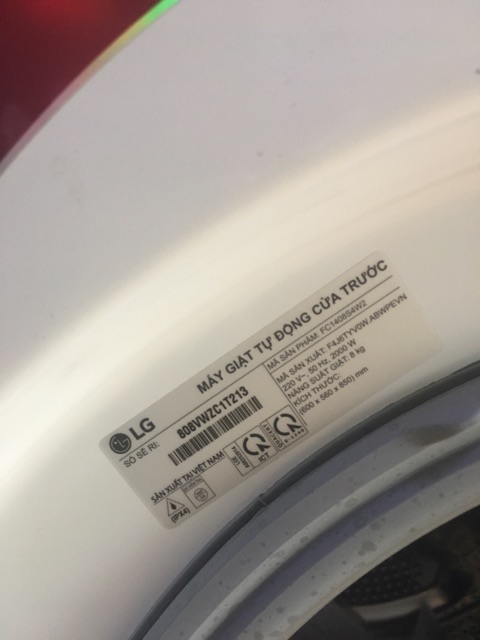 LG
MÁY GIẶT TỰ ĐỘNG CỬA TRƯỚC
SỐ SÊ RI:
808VWZC1T213
MÃ SẢN PHẨM: FC1408S4W2
MÃ SẢN XUẤT: F4J6TYV0W.ABWPEVN
220 V~, 50 Hz, 2000 W
NĂNG SUẤT GIẶT: 8 kg
KÍCH THƯỚC:
(600 x 560 x 850) mm
SẢN XUẤT TẠI VIỆT NAM
(IPX4)
ICT